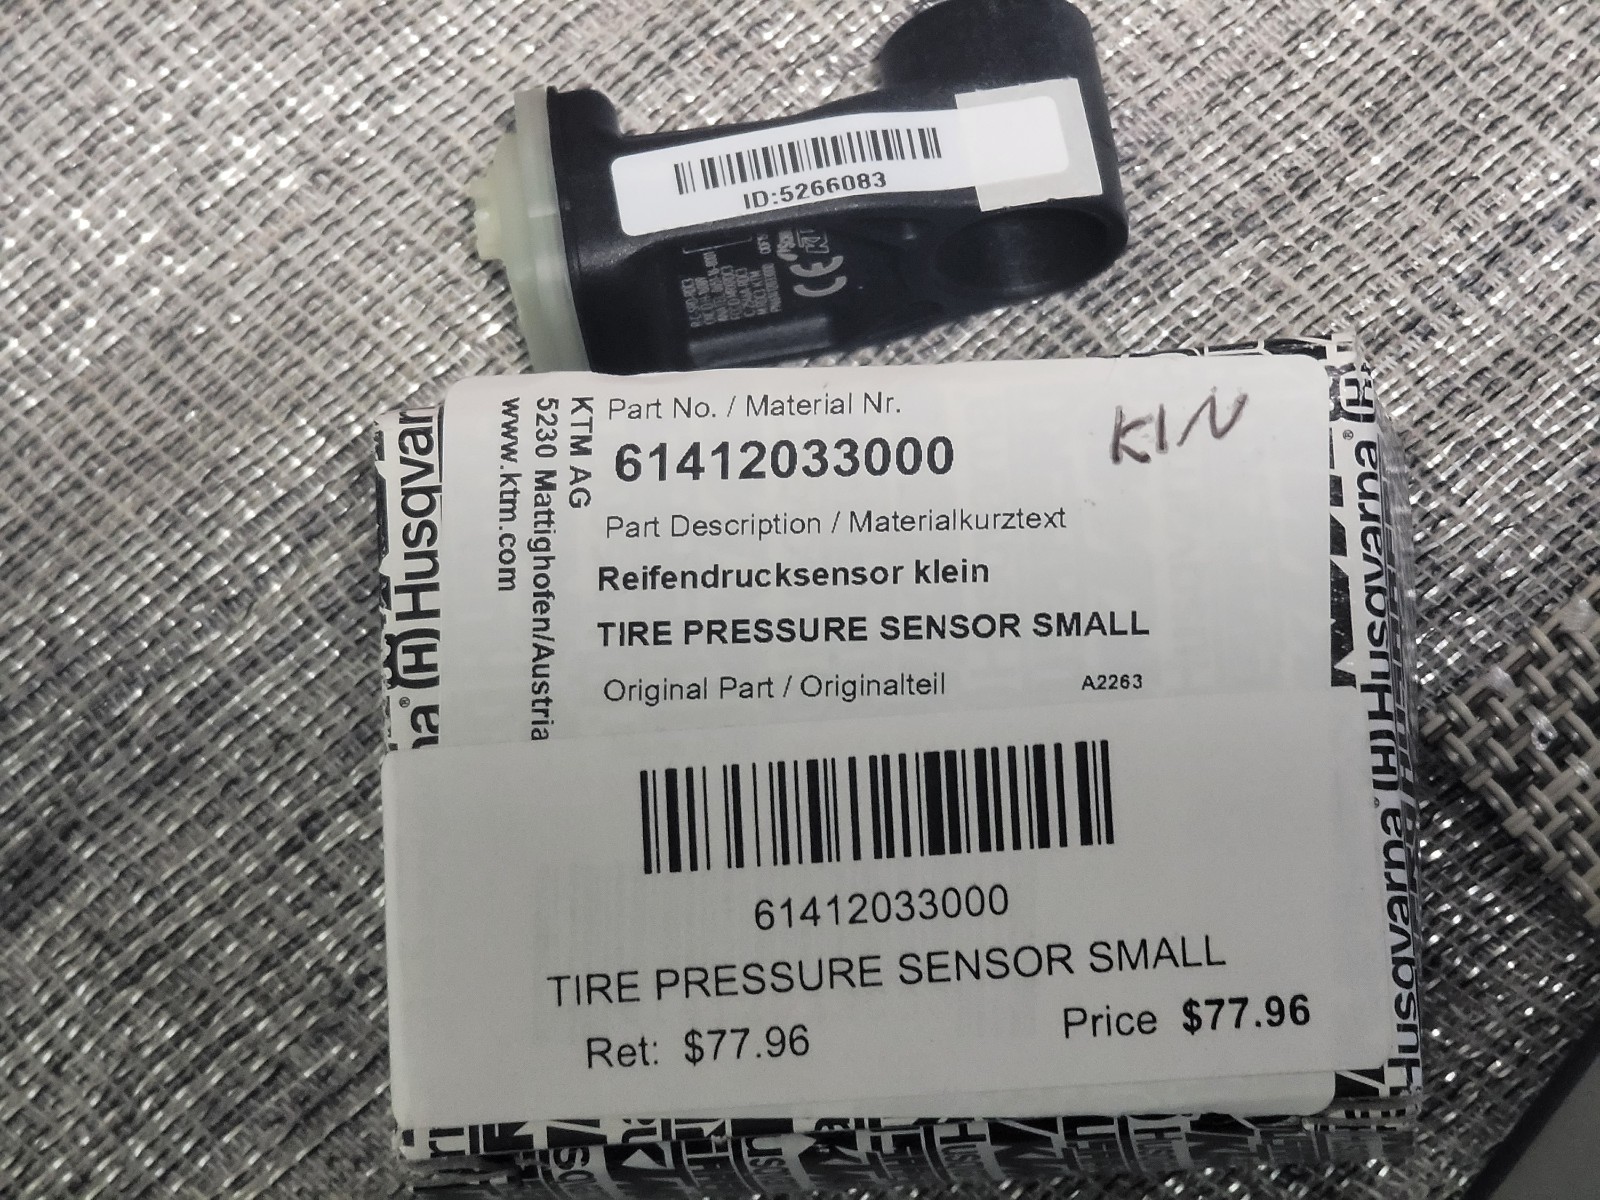 ID:5266083
CE
Part No. / Material Nr.
61412033000
KIN
Part Description / Materialkurztext
Reifendrucksensor klein
TIRE PRESSURE SENSOR SMALL
Original Part / Originalteil
A2263
KTM AG
5230 Mattighofen/Austria
www.ktm.com
61412033000
TIRE PRESSURE SENSOR SMALL
Ret: $77.96
Price $77.96
Husqvarna
Husqvarna